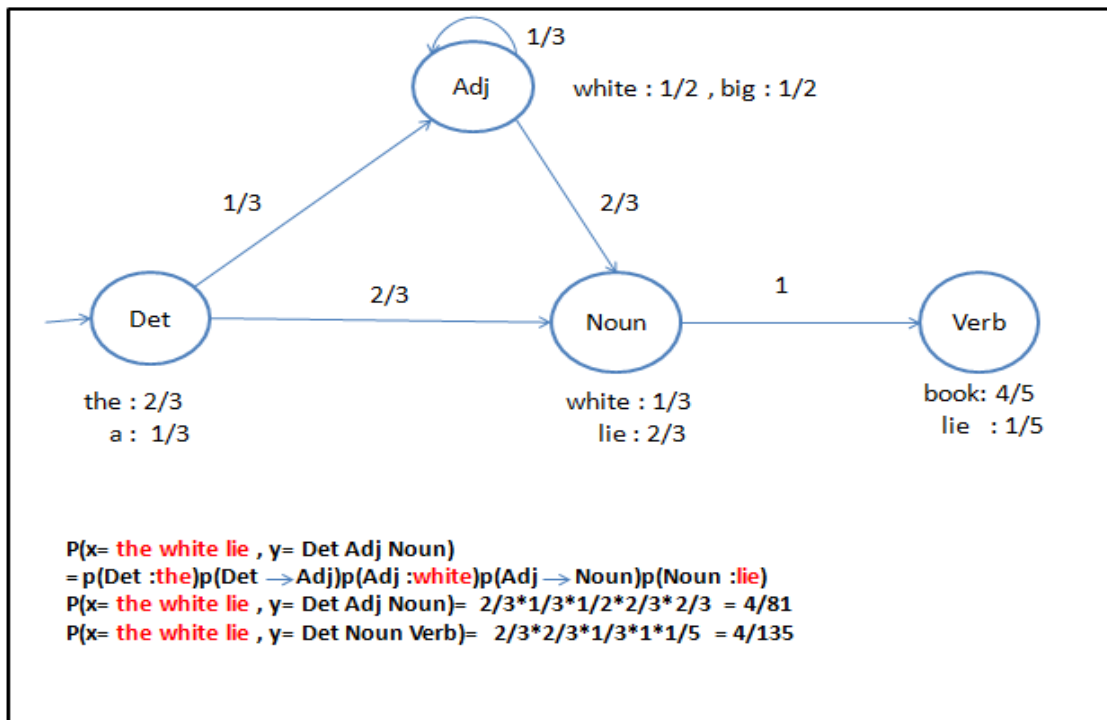 1/3
Adj
white : 1/2 , big : 1/2
1/3
2/3
2/3
1
Det
Noun
Verb
the : 2/3
a : 1/3
white : 1/3
lie : 2/3
book: 4/5
lie : 1/5
P(x= the white lie , y= Det Adj Noun)
= p(Det :the)p(Det → Adj)p(Adj :white)p(Adj → Noun)p(Noun :lie)
P(x= the white lie , y= Det Adj Noun)= 2/3*1/3*1/2*2/3*2/3 = 4/81
P(x= the white lie , y= Det Noun Verb)= 2/3*2/3*1/3*1*1/5 = 4/135